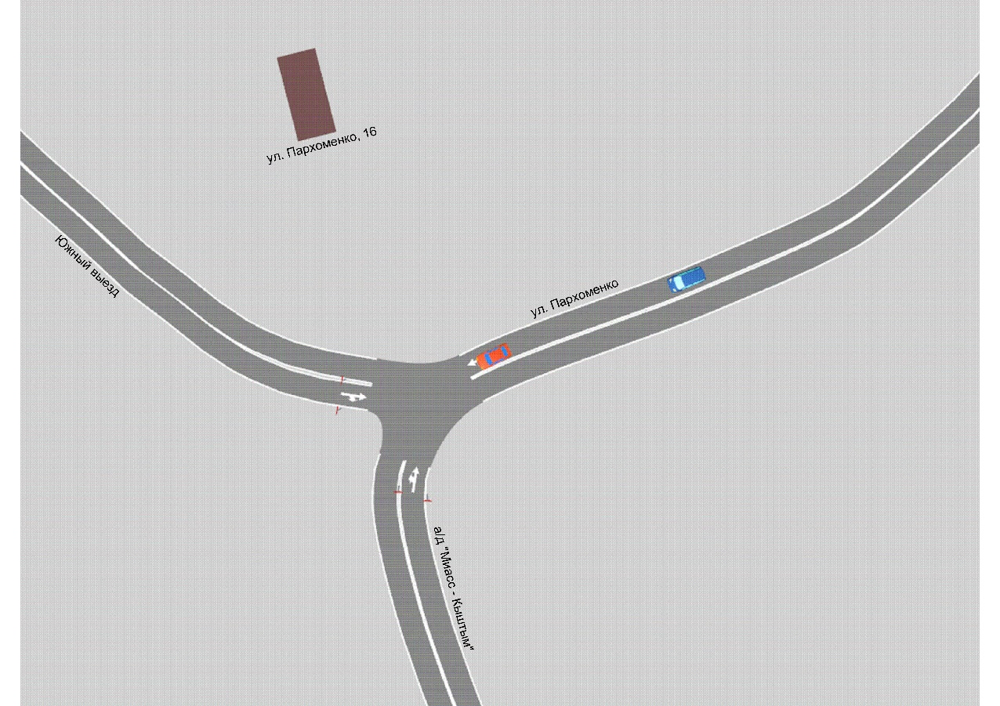 ул. Пархоменко, 16
Южный выезд
ул. Пархоменко
а/д "Миасс - Кыштым"